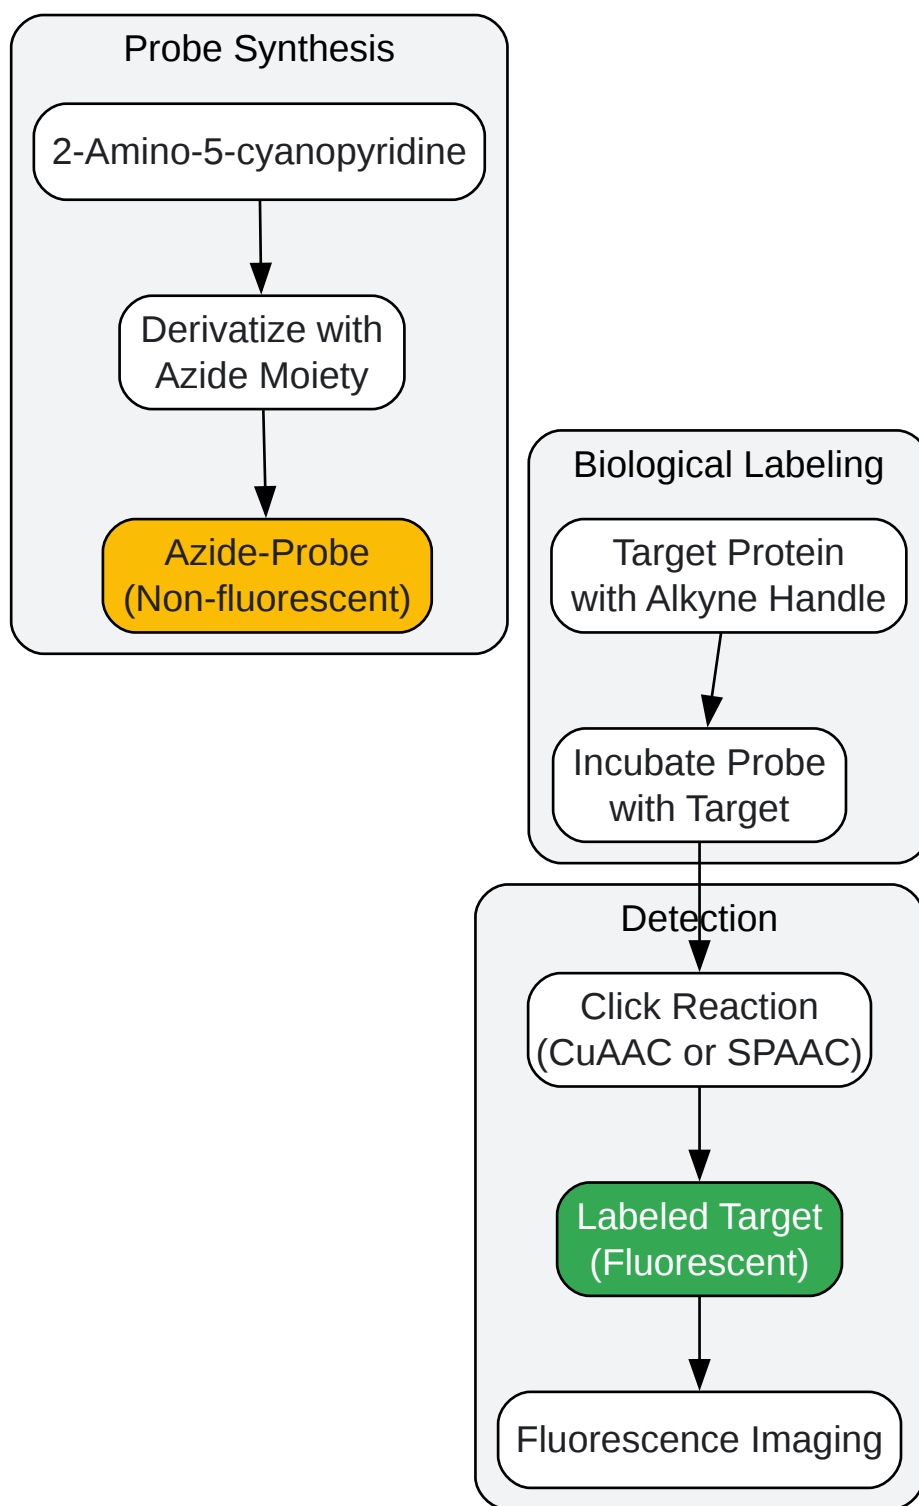 Probe Synthesis
2-Amino-5-cyanopyridine
Derivatize with
Azide Moiety
Azide-Probe
(Non-fluorescent)
Biological Labeling
Target Protein
with Alkyne Handle
Incubate Probe
with Target
Detection
Click Reaction
(CuAAC or SPAAC)
Labeled Target
(Fluorescent)
Fluorescence Imaging